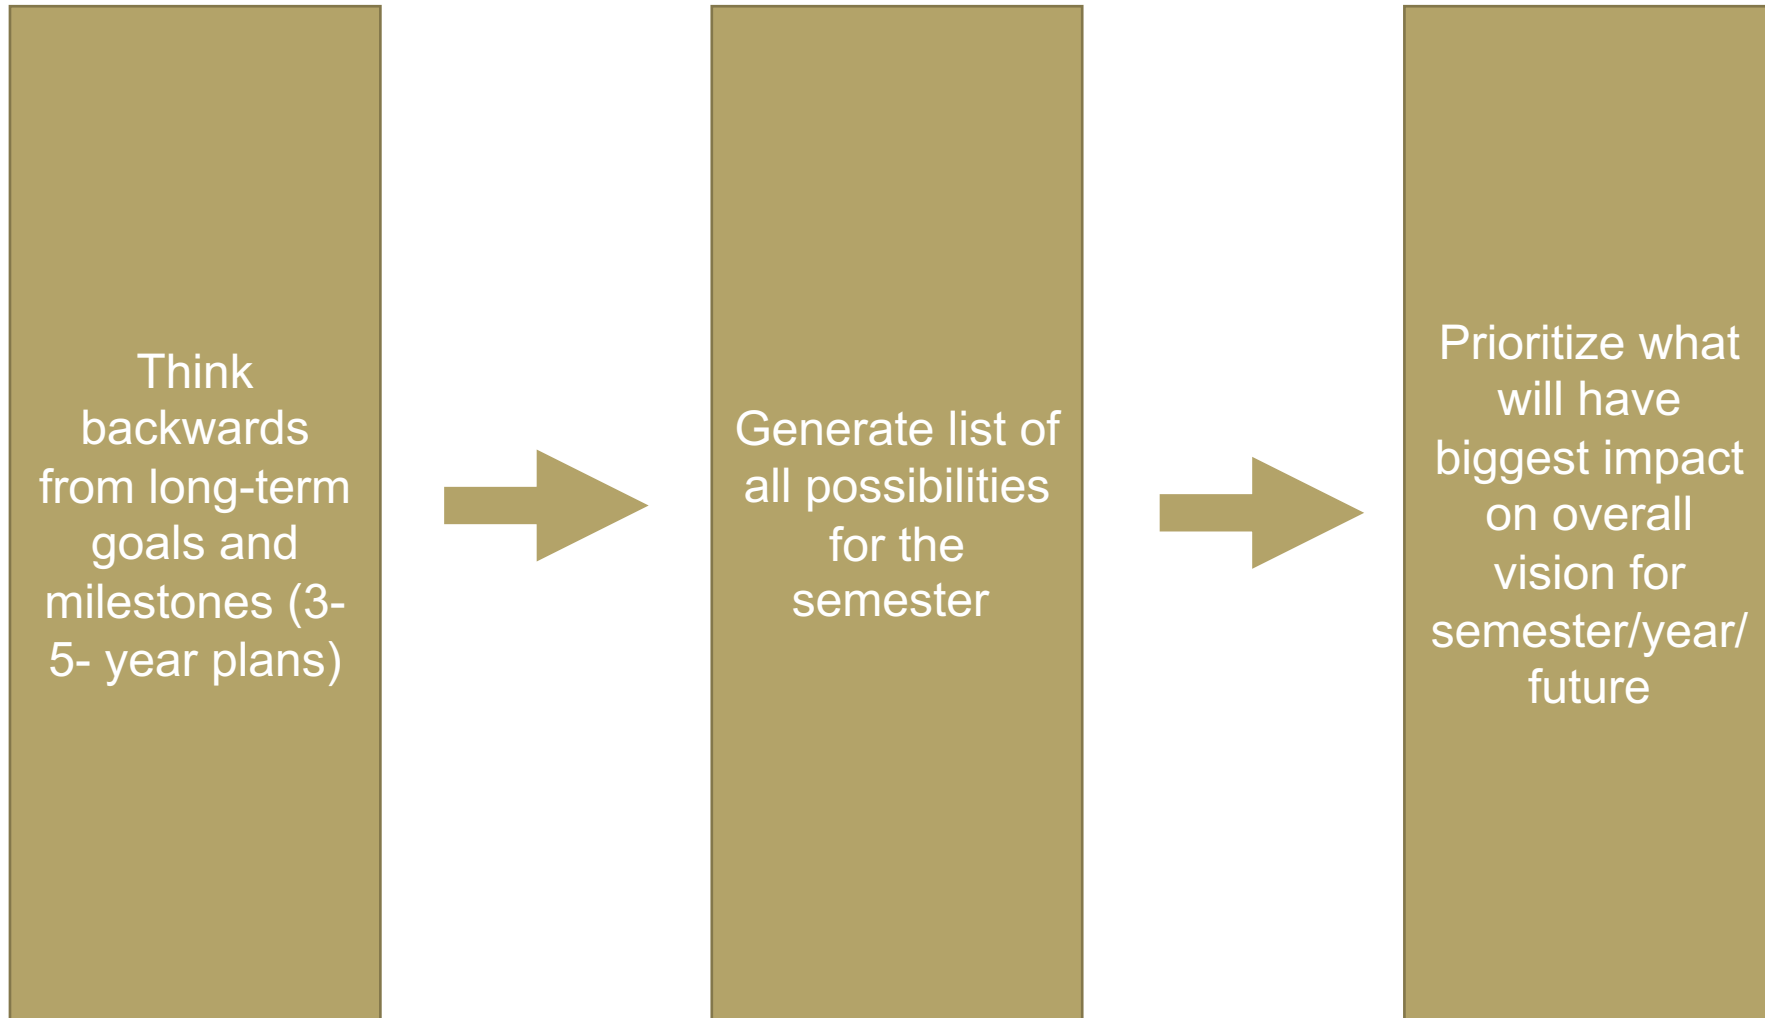 Think
backwards
from long-term
goals and
milestones (3-
5- year plans)
Generate list of
all possibilities
for the
semester
Prioritize what
will have
biggest impact
on overall
vision for
semester/year/
future